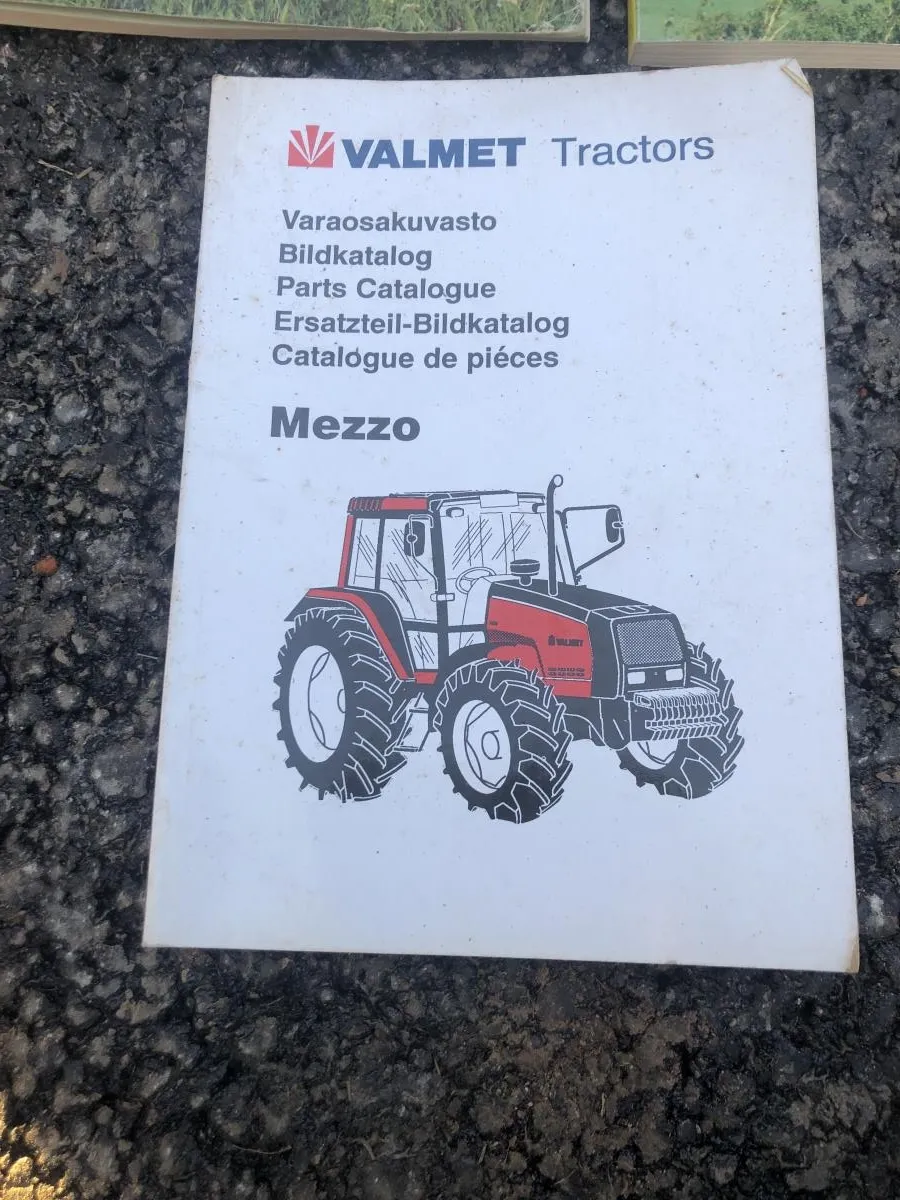 VALMET Tractors
Varaosakuvasto
Bildkatalog
Parts Catalogue
Ersatzteil-Bildkatalog
Catalogue de piéces
Mezzo
VALMET